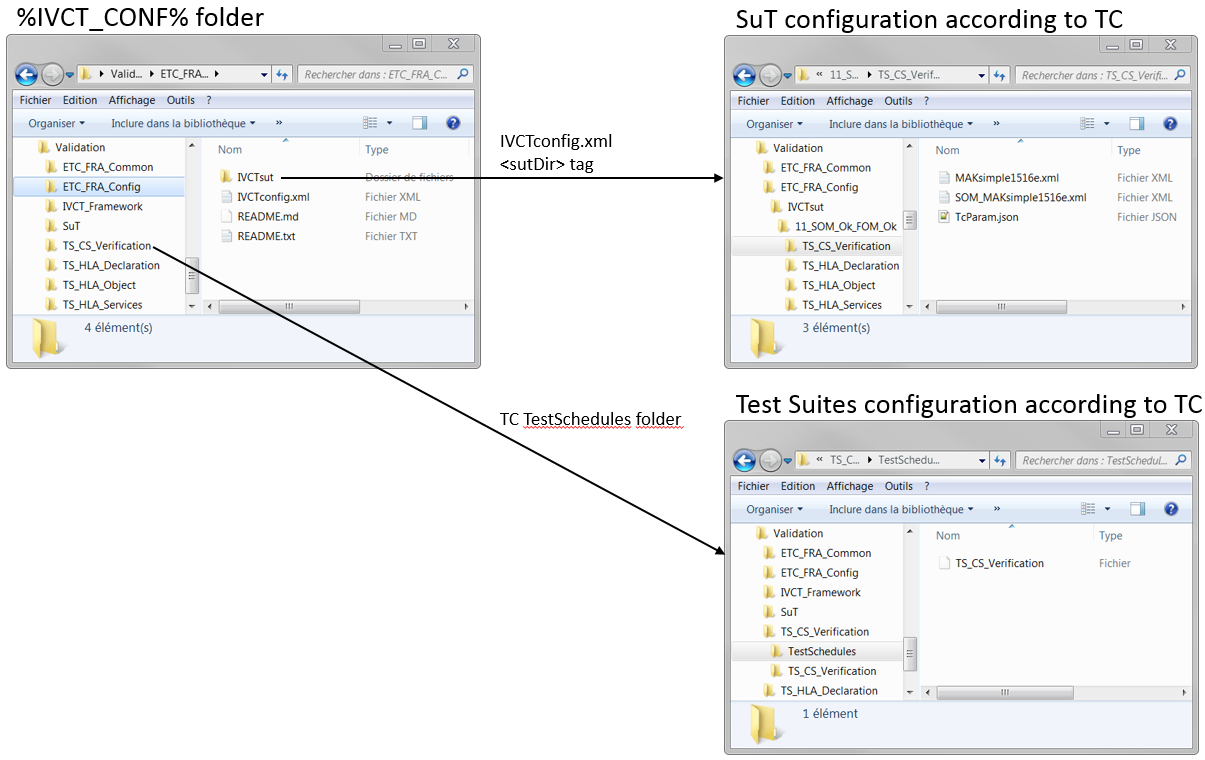 %IVCT_CONF% folder
Valid... ETC_FRA...
Rechercher dans : ETC_FRA_C...
Fichier Edition Affichage Outils ?
Organiser Inclure dans la bibliothèque »
Validation
ETC_FRA_Common
ETC_FRA_Config
IVCT_Framework
SuT
TS_CS_Verification
TS_HLA_Declaration
TS_HLA_Object
TS_HLA_Services
Nom Type
IVCTsut Dossier de fichiers
IVCTconfig.xml Fichier XML
README.md Fichier MD
README.txt Fichier TXT
4 élément(s)
IVCTconfig.xml
<sutDir> tag
SuT configuration according to TC
« 11_S... TS_CS_Verif...
Rechercher dans : TS_CS_Verifi...
Fichier Edition Affichage Outils ?
Organiser Inclure dans la bibliothèque »
Validation
ETC_FRA_Common
ETC_FRA_Config
IVCTsut
11_SOM_Ok_FOM_Ok
TS_CS_Verification
TS_HLA_Declaration
TS_HLA_Object
TS_HLA_Services
Nom Type
MAKsimple1516e.xml Fichier XML
SOM_MAKsimple1516e.xml Fichier XML
TcParam.json Fichier JSON
3 élément(s)
TC TestSchedules folder
Test Suites configuration according to TC
« TS_C... TestSchedu...
Rechercher dans : TestSchedul...
Fichier Edition Affichage Outils ?
Organiser Inclure dans la bibliothèque »
Validation
ETC_FRA_Common
ETC_FRA_Config
IVCT_Framework
SuT
TS_CS_Verification
TestSchedules
TS_CS_Verification
TS_HLA_Declaration
Nom Type
TS_CS_Verification Fichier
1 élément